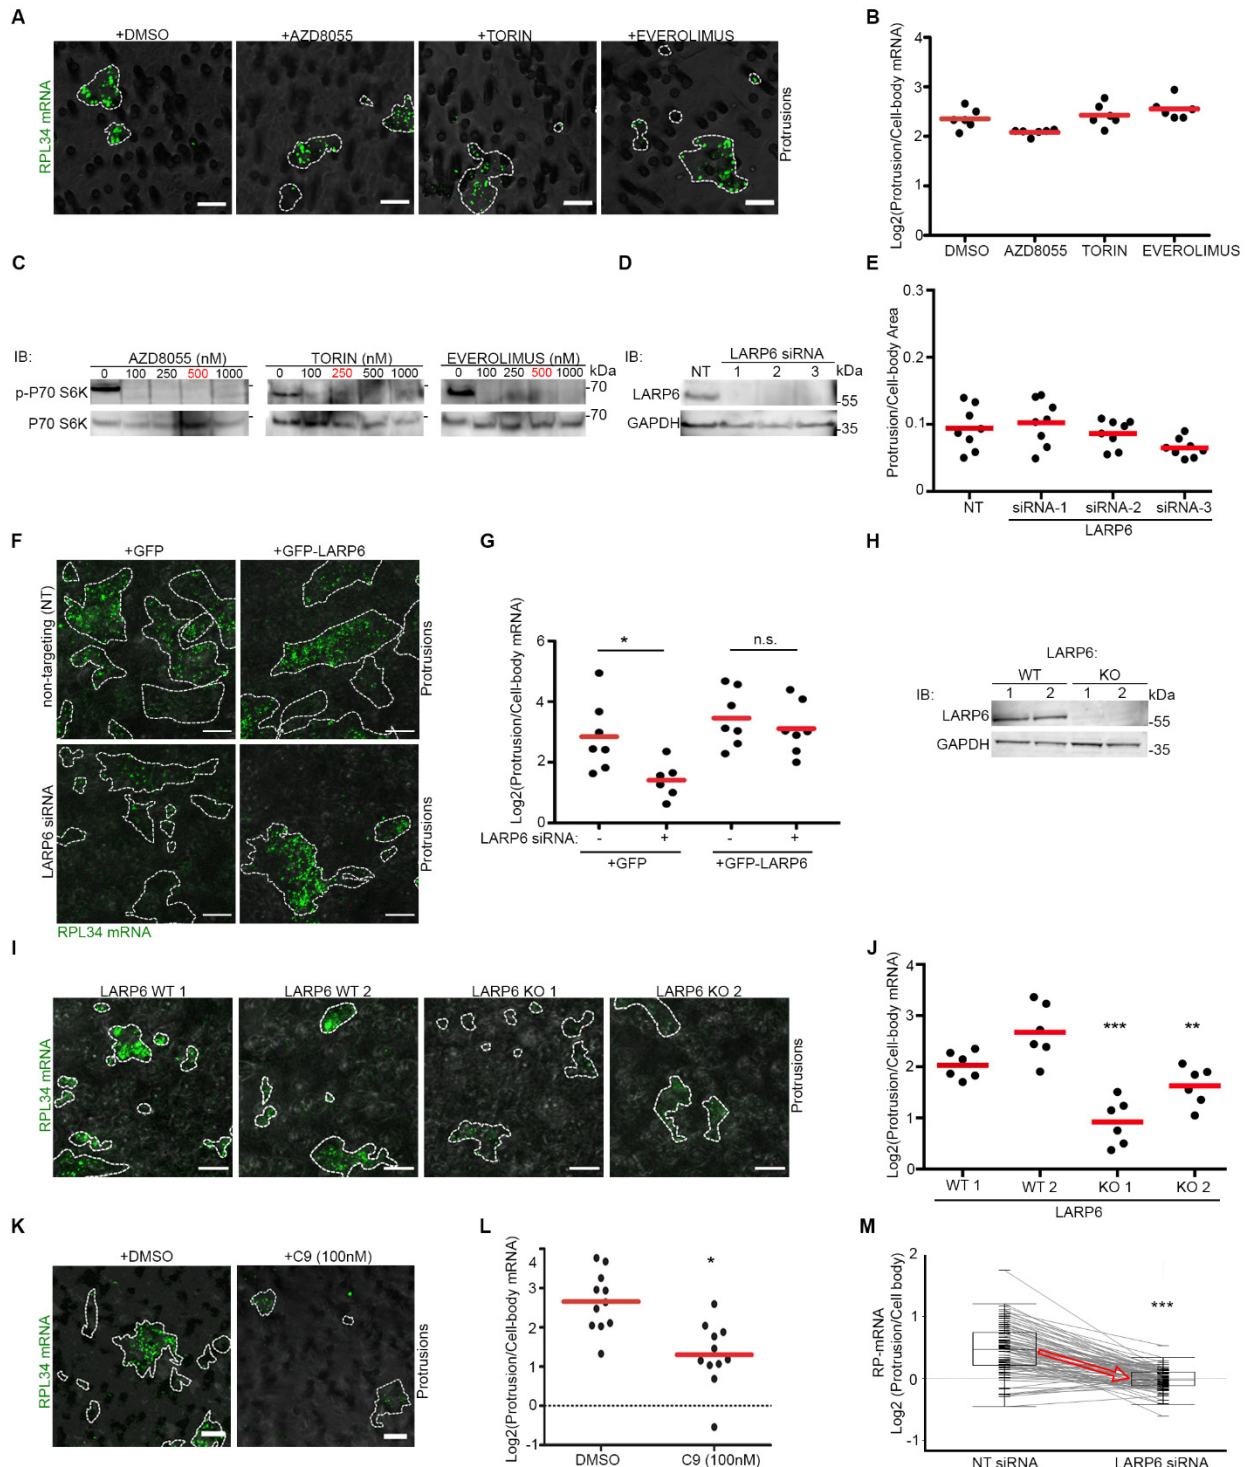 A
+DMSO
+AZD8055
+TORIN
+EVEROLIMUS
RPL34 mRNA
Protrusions
B
Log2(Protrusion/Cell-body mRNA)
4
3
2
1
0
DMSO
AZD8055
TORIN
EVEROLIMUS
C
IB:
AZD8055 (nM)
TORIN (nM)
EVEROLIMUS (nM)
0 100 250 500 1000
0 100 250 500 1000
0 100 250 500 1000
kDa
p-P70 S6K
-70
P70 S6K
-70
D
IB:
LARP6 siRNA
NT 1 2 3 kDa
LARP6
-55
GAPDH
-35
E
Protrusion/Cell-body Area
0.3
0.2
0.1
0
NT
siRNA-1
siRNA-2
siRNA-3
LARP6
F
+GFP
+GFP-LARP6
non-targeting (NT)
Protrusions
LARP6 siRNA
Protrusions
RPL34 mRNA
G
Log2(Protrusion/Cell-body mRNA)
6
4
2
0
*
n.s.
LARP6 siRNA: - + - +
+GFP
+GFP-LARP6
H
LARP6:
WT KO
IB: 1 2 1 2 kDa
LARP6
-55
GAPDH
-35
I
LARP6 WT 1
LARP6 WT 2
LARP6 KO 1
LARP6 KO 2
RPL34 mRNA
Protrusions
J
Log2(Protrusion/Cell-body mRNA)
4
3
2
1
0
***
**
WT 1
WT 2
KO 1
KO 2
LARP6
K
+DMSO
+C9 (100nM)
RPL34 mRNA
Protrusions
L
Log2(Protrusion/Cell-body mRNA)
4
3
2
1
0
-1
*
DMSO
C9 (100nM)
M
RP-mRNA
Log2 (Protrusion/Cell body)
2
1
0
-1
***
NT siRNA
LARP6 siRNA